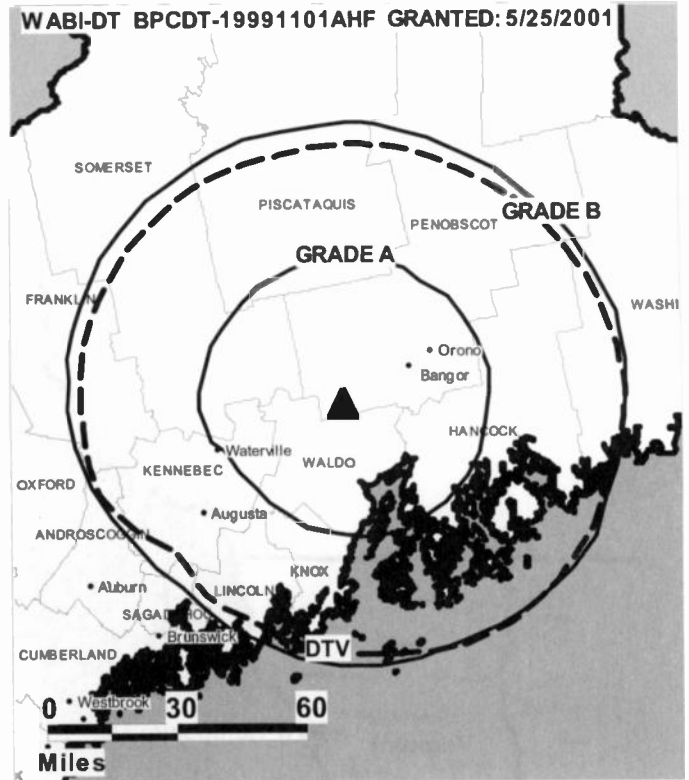 WABI-DT BPCDT-19991101AHF GRANTED: 5/25/2001
SOMERSET
PISCATAQUIS
PENOBSCOT
GRADE B
GRADE A
FRANKLIN
WASHI
Orono
Bangor
HANCOCK
Waterville
WALDO
KENNEBEC
OXFORD
Augusta
ANDROSCOGGIN
KNOX
Auburn
LINCOLN
Brunswick
DTV
CUMBERLAND
Westbrook
0 30 60
Miles